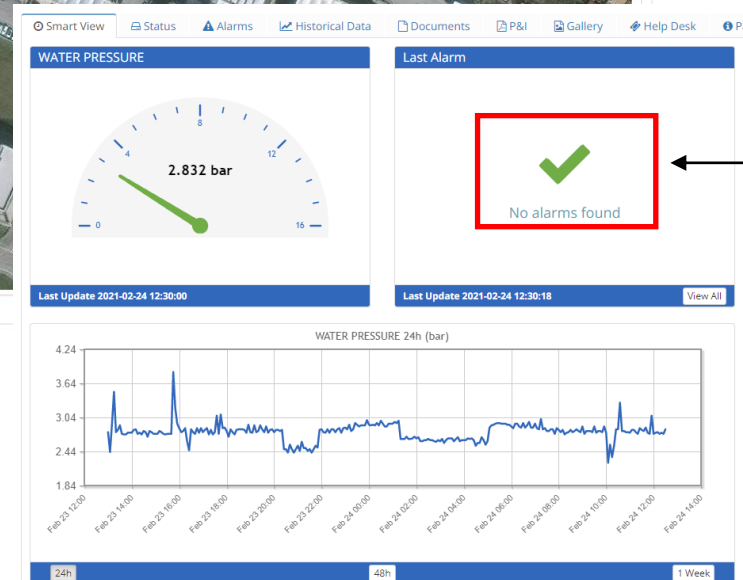 Smart View Status Alarms Historical Data Documents P&I Gallery Help Desk P
WATER PRESSURE
Last Alarm
0 4 8 12 16
2.832 bar
No alarms found
Last Update 2021-02-24 12:30:00
Last Update 2021-02-24 12:30:18
View All
WATER PRESSURE 24h (bar)
4.24
3.64
3.04
2.44
1.84
Feb 23 12:00 Feb 23 14:00 Feb 23 16:00 Feb 23 18:00 Feb 23 20:00 Feb 23 22:00 Feb 24 00:00 Feb 24 02:00 Feb 24 04:00 Feb 24 06:00 Feb 24 08:00 Feb 24 10:00 Feb 24 12:00 Feb 24 14:00
24h 48h 1 Week